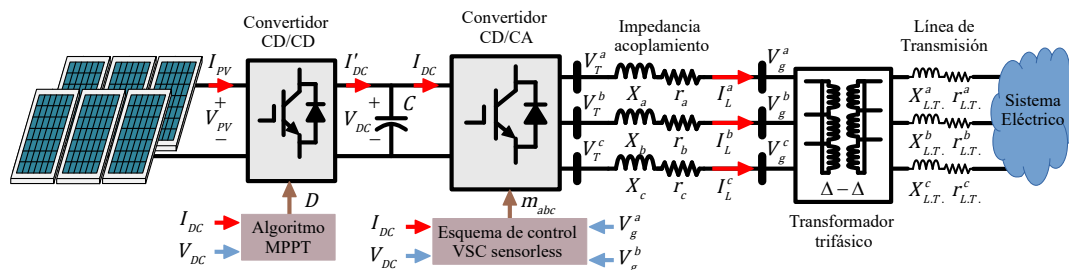 Convertidor
CD/CD
Convertidor
CD/CA
Impedancia
acoplamiento
Línea de
Transmisión
I_PV
I'_DC
I_DC
V_T^a
V_g^a
+
V_PV
−
+
V_DC
−
C
X_a
r_a
I_L^a
X_L.T.^a
r_L.T.^a
V_T^b
V_g^b
X_b
r_b
I_L^b
X_L.T.^b
r_L.T.^b
Sistema
Eléctrico
V_T^c
V_g^c
X_c
r_c
I_L^c
X_L.T.^c
r_L.T.^c
Δ − Δ
Transformador
trifásico
D
m_abc
I_DC
V_DC
Algoritmo
MPPT
I_DC
V_DC
Esquema de control
VSC sensorless
V_g^a
V_g^b